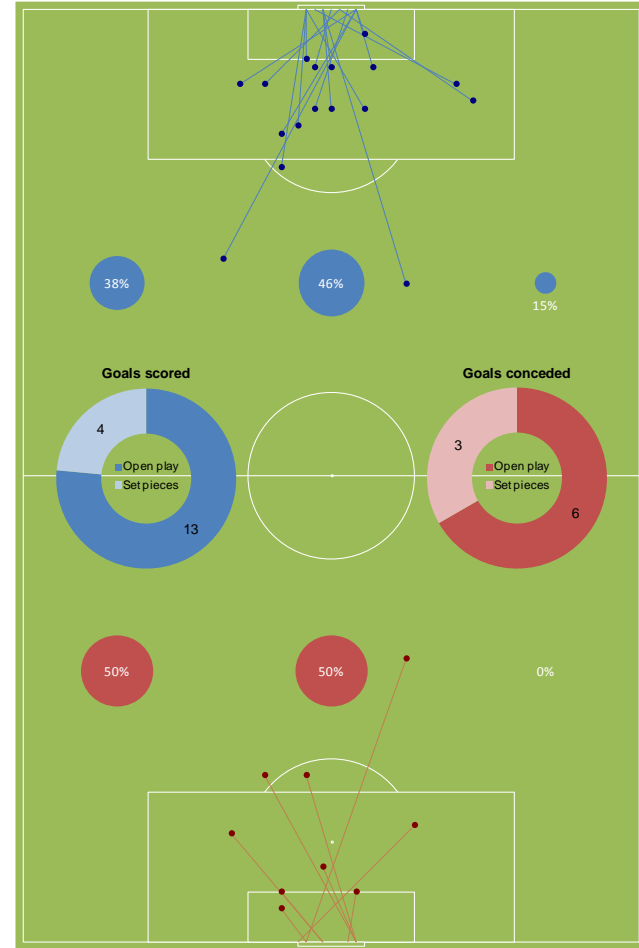 38%
46%
15%
Goals scored
Goals conceded
4
Open play
Set pieces
13
3
Open play
Set pieces
6
50%
50%
0%